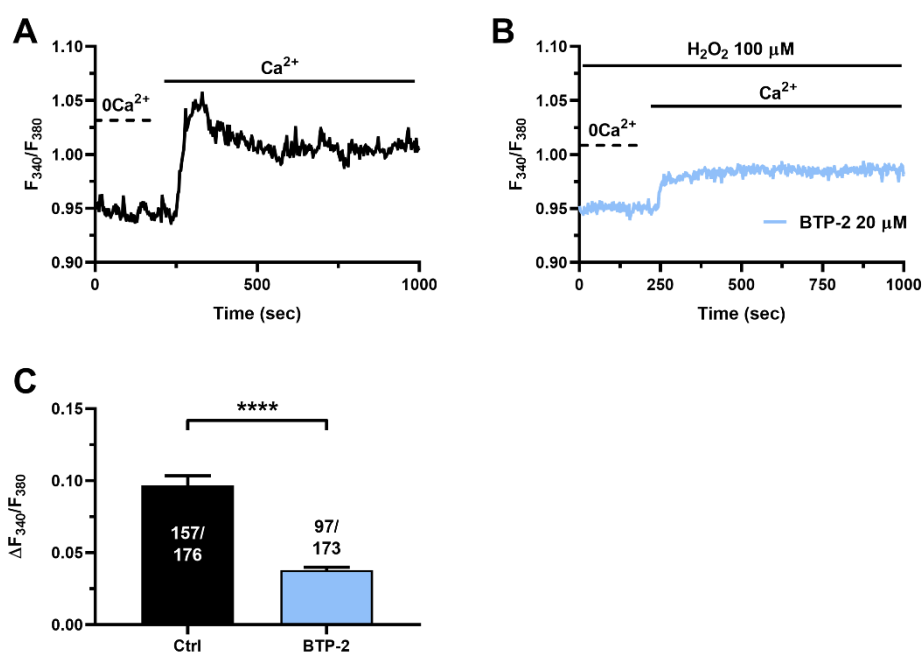 A
1.10
1.05
1.00
0.95
0.90
F340/F380
0Ca2+
Ca2+
0
500
1000
Time (sec)
B
1.10
1.05
1.00
0.95
0.90
F340/F380
H2O2 100 µM
Ca2+
0Ca2+
BTP-2 20 µM
0
250
500
750
1000
Time (sec)
C
0.15
0.10
0.05
0.00
ΔF340/F380
****
157/
176
97/
173
Ctrl
BTP-2